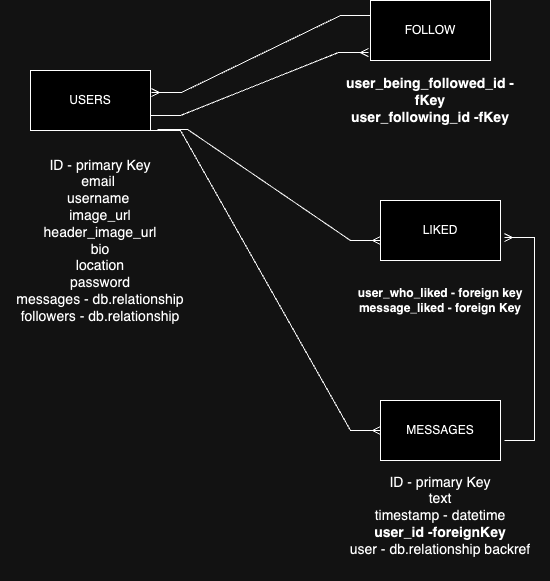 FOLLOW
user_being_followed_id -
fKey
user_following_id -fKey
USERS
ID - primary Key
email
username
image_url
header_image_url
bio
location
password
messages - db.relationship
followers - db.relationship
LIKED
user_who_liked - foreign key
message_liked - foreign Key
MESSAGES
ID - primary Key
text
timestamp - datetime
user_id -foreignKey
user - db.relationship backref